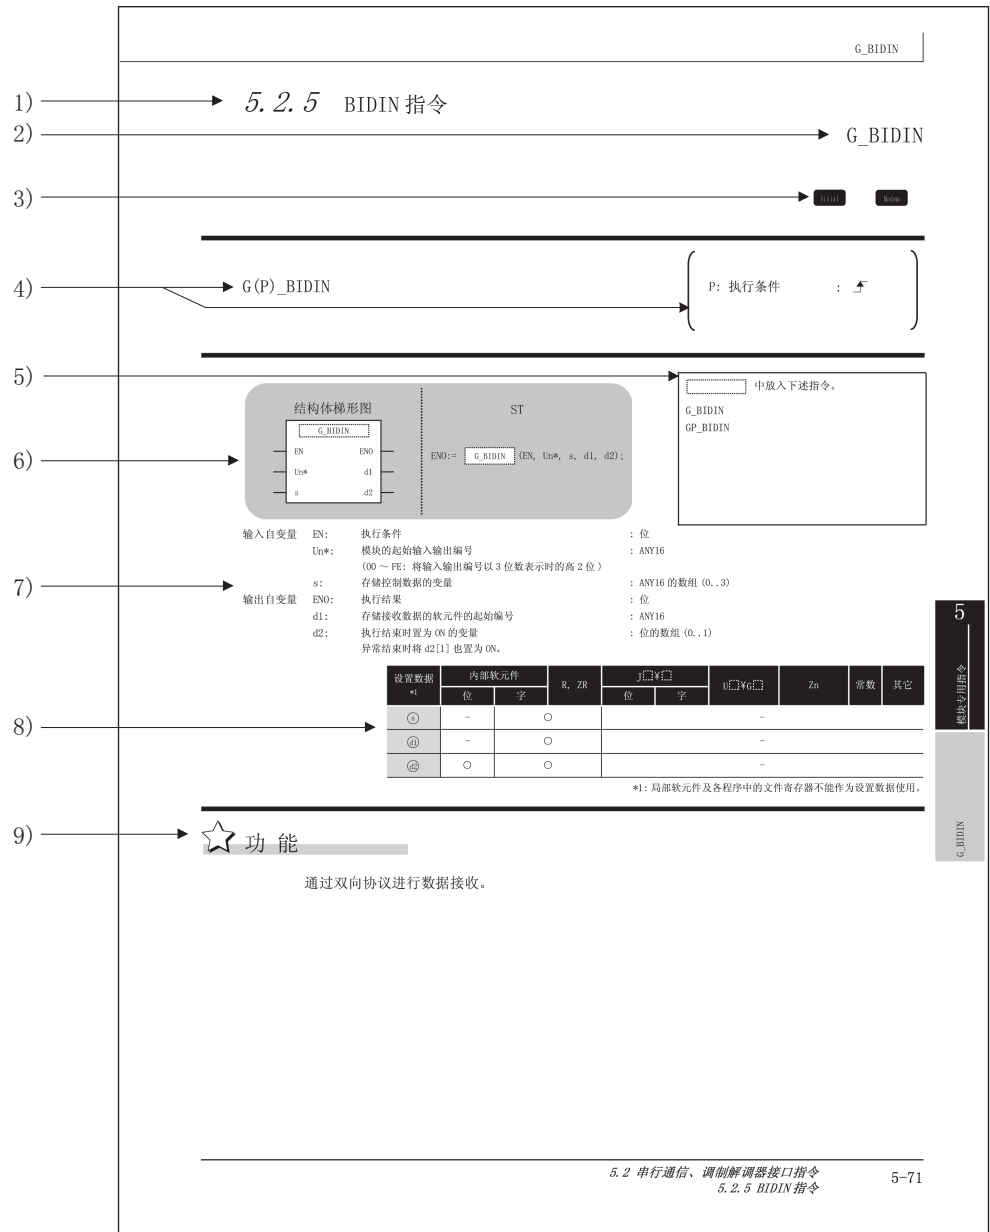 G_BIDIN
1)
5.2.5 BIDIN 指令
2)
G_BIDIN
3)
Serial
Modem
4)
G(P)_BIDIN
P: 执行条件 :
5)
中放入下述指令。
G_BIDIN
GP_BIDIN
6)
结构体梯形图
ST
G_BIDIN
EN ENO
Un* d1
s d2
ENO:= G_BIDIN (EN, Un*, s, d1, d2);
7)
输入自变量 EN: 执行条件 : 位
Un*: 模块的起始输入输出编号 : ANY16
(00 ～ FE: 将输入输出编号以 3 位数表示时的高 2 位)
s: 存储控制数据的变量 : ANY16 的数组 (0..3)
输出自变量 ENO: 执行结果 : 位
d1: 存储接收数据的软元件的起始编号 : ANY16
d2: 执行结束时置为 ON 的变量 : 位的数组 (0..1)
异常结束时将 d2[1] 也置为 ON。
8)
设置数据 *1 内部软元件 R, ZR J¥ U¥G Zn 常数 其它
位 字 位 字
s - ○ -
d1 - ○ -
d2 ○ ○ -
*1: 局部软元件及各程序中的文件寄存器不能作为设置数据使用。
9)
功 能
通过双向协议进行数据接收。
5
模块专用指令
G_BIDIN
5.2 串行通信、调制解调器接口指令
5.2.5 BIDIN 指令
5-71